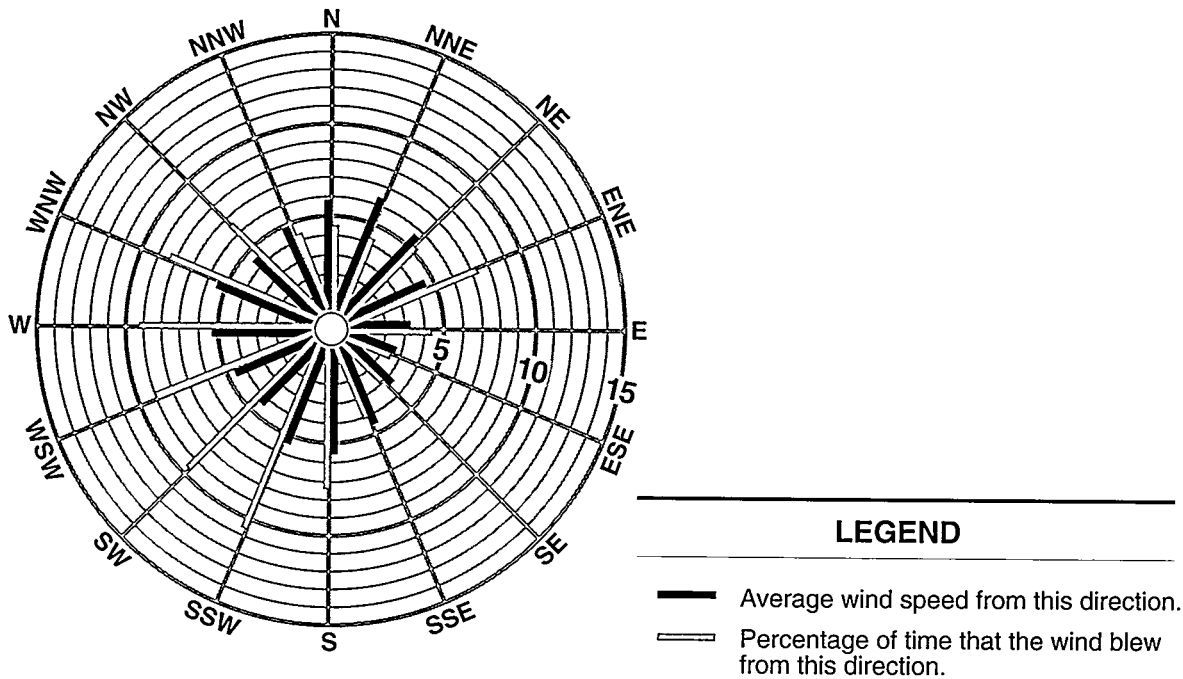 N
NNW
NNE
NW
NE
WNW
ENE
W
E
5
10
15
WSW
ESE
SW
SE
SSW
SSE
S
LEGEND
Average wind speed from this direction.
Percentage of time that the wind blew
from this direction.